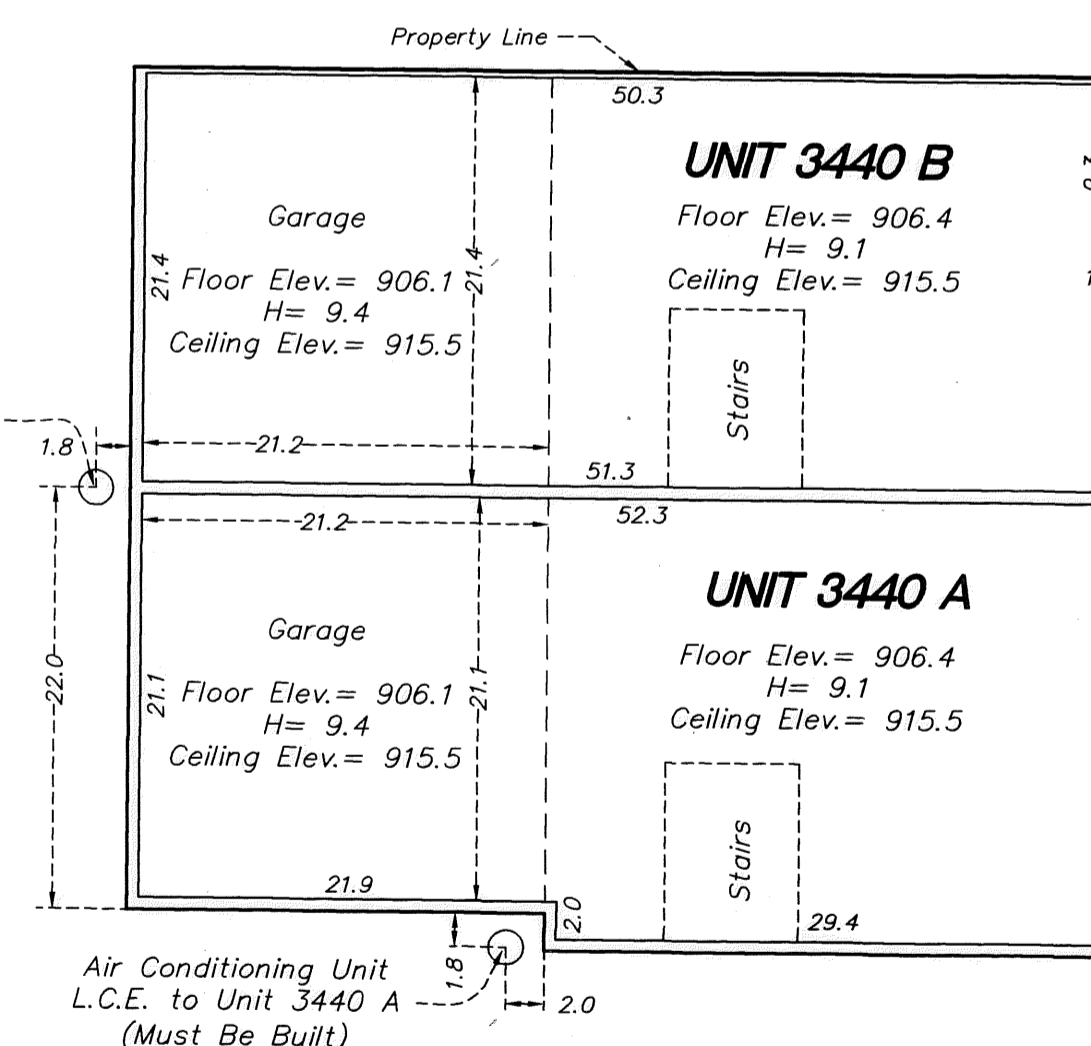 Property Line
50.3
UNIT 3440 B
Floor Elev.= 906.4
H= 9.1
Ceiling Elev.= 915.5
Garage
21.4
Floor Elev.= 906.1
H= 9.4
Ceiling Elev.= 915.5
21.4
Stairs
1.8
21.2
51.3
21.2
52.3
UNIT 3440 A
Floor Elev.= 906.4
H= 9.1
Ceiling Elev.= 915.5
Garage
22.0
21.1
Floor Elev.= 906.1
H= 9.4
Ceiling Elev.= 915.5
21.1
Stairs
21.9
2.0
29.4
Air Conditioning Unit
L.C.E. to Unit 3440 A
(Must Be Built)
1.8
2.0